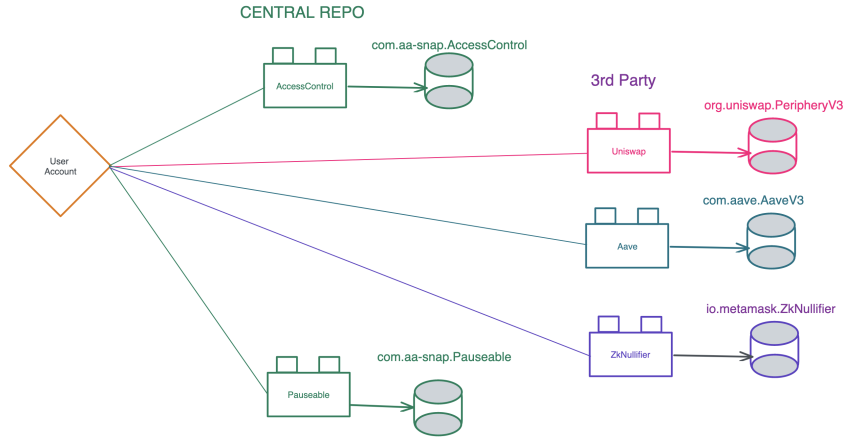 CENTRAL REPO
com.aa-snap.AccessControl
AccessControl
3rd Party
org.uniswap.PeripheryV3
Uniswap
User
Account
com.aave.AaveV3
Aave
io.metamask.ZkNullifier
ZkNullifier
com.aa-snap.Pauseable
Pauseable